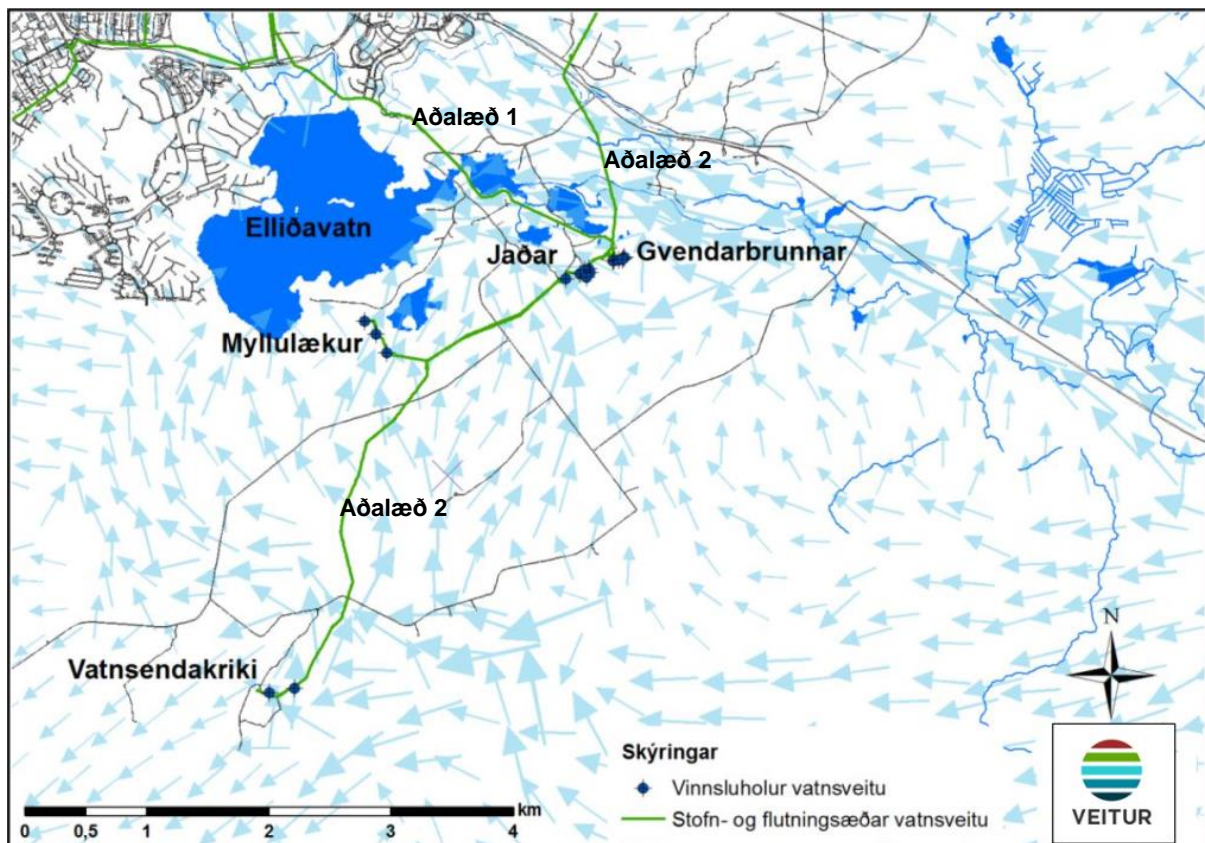 Aðalæð 1
Aðalæð 2
Elliðavatn
Jaðar
Gvendarbrunnar
Myllulækur
Aðalæð 2
Vatnsendakriki
N
Skýringar
Vinnsluholur vatnsveitu
Stofn- og flutningsæðar vatnsveitu
VEITUR
km
0 0,5 1 2 3 4